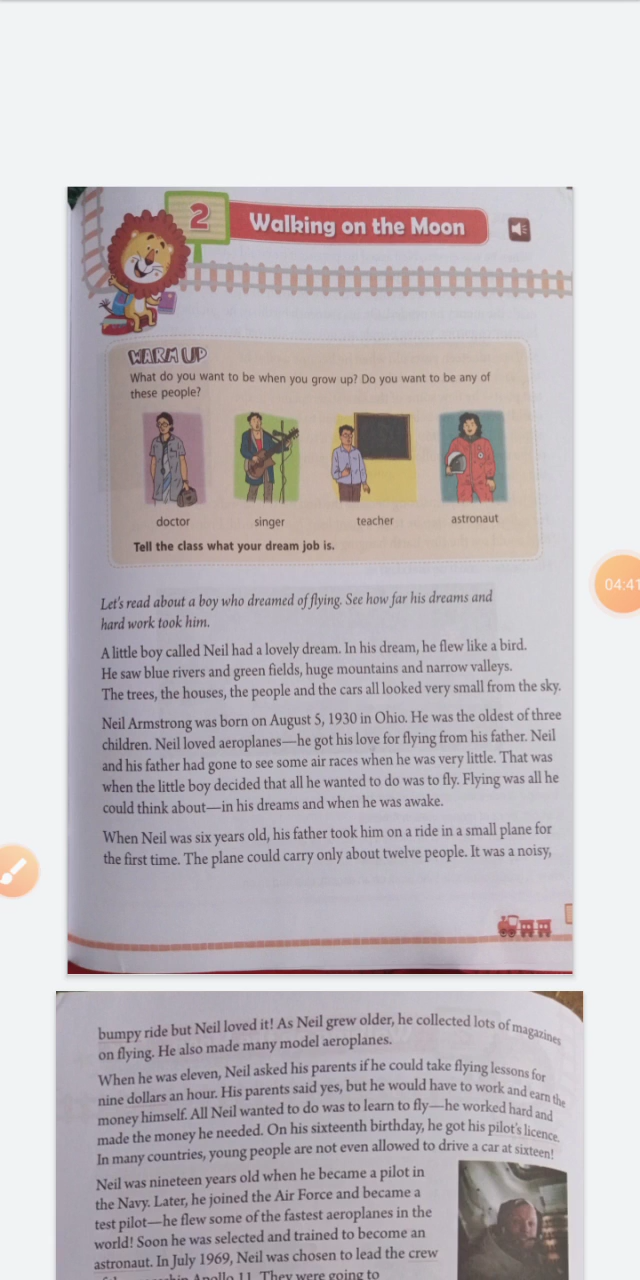 2
Walking on the Moon
WARM UP
What do you want to be when you grow up? Do you want to be any of
these people?
doctor
singer
teacher
astronaut
Tell the class what your dream job is.
04:41
Let's read about a boy who dreamed of flying. See how far his dreams and
hard work took him.
A little boy called Neil had a lovely dream. In his dream, he flew like a bird.
He saw blue rivers and green fields, huge mountains and narrow valleys.
The trees, the houses, the people and the cars all looked very small from the sky.
Neil Armstrong was born on August 5, 1930 in Ohio. He was the oldest of three
children. Neil loved aeroplanes—he got his love for flying from his father. Neil
and his father had gone to see some air races when he was very little. That was
when the little boy decided that all he wanted to do was to fly. Flying was all he
could think about—in his dreams and when he was awake.
When Neil was six years old, his father took him on a ride in a small plane for
the first time. The plane could carry only about twelve people. It was a noisy,
bumpy ride but Neil loved it! As Neil grew older, he collected lots of magazines
on flying. He also made many model aeroplanes.
When he was eleven, Neil asked his parents if he could take flying lessons for
nine dollars an hour. His parents said yes, but he would have to work and earn the
money himself. All Neil wanted to do was to learn to fly—he worked hard and
made the money he needed. On his sixteenth birthday, he got his pilot's licence.
In many countries, young people are not even allowed to drive a car at sixteen!
Neil was nineteen years old when he became a pilot in
the Navy. Later, he joined the Air Force and became a
test pilot—he flew some of the fastest aeroplanes in the
world! Soon he was selected and trained to become an
astronaut. In July 1969, Neil was chosen to lead the crew
Apollo 11. They were going to